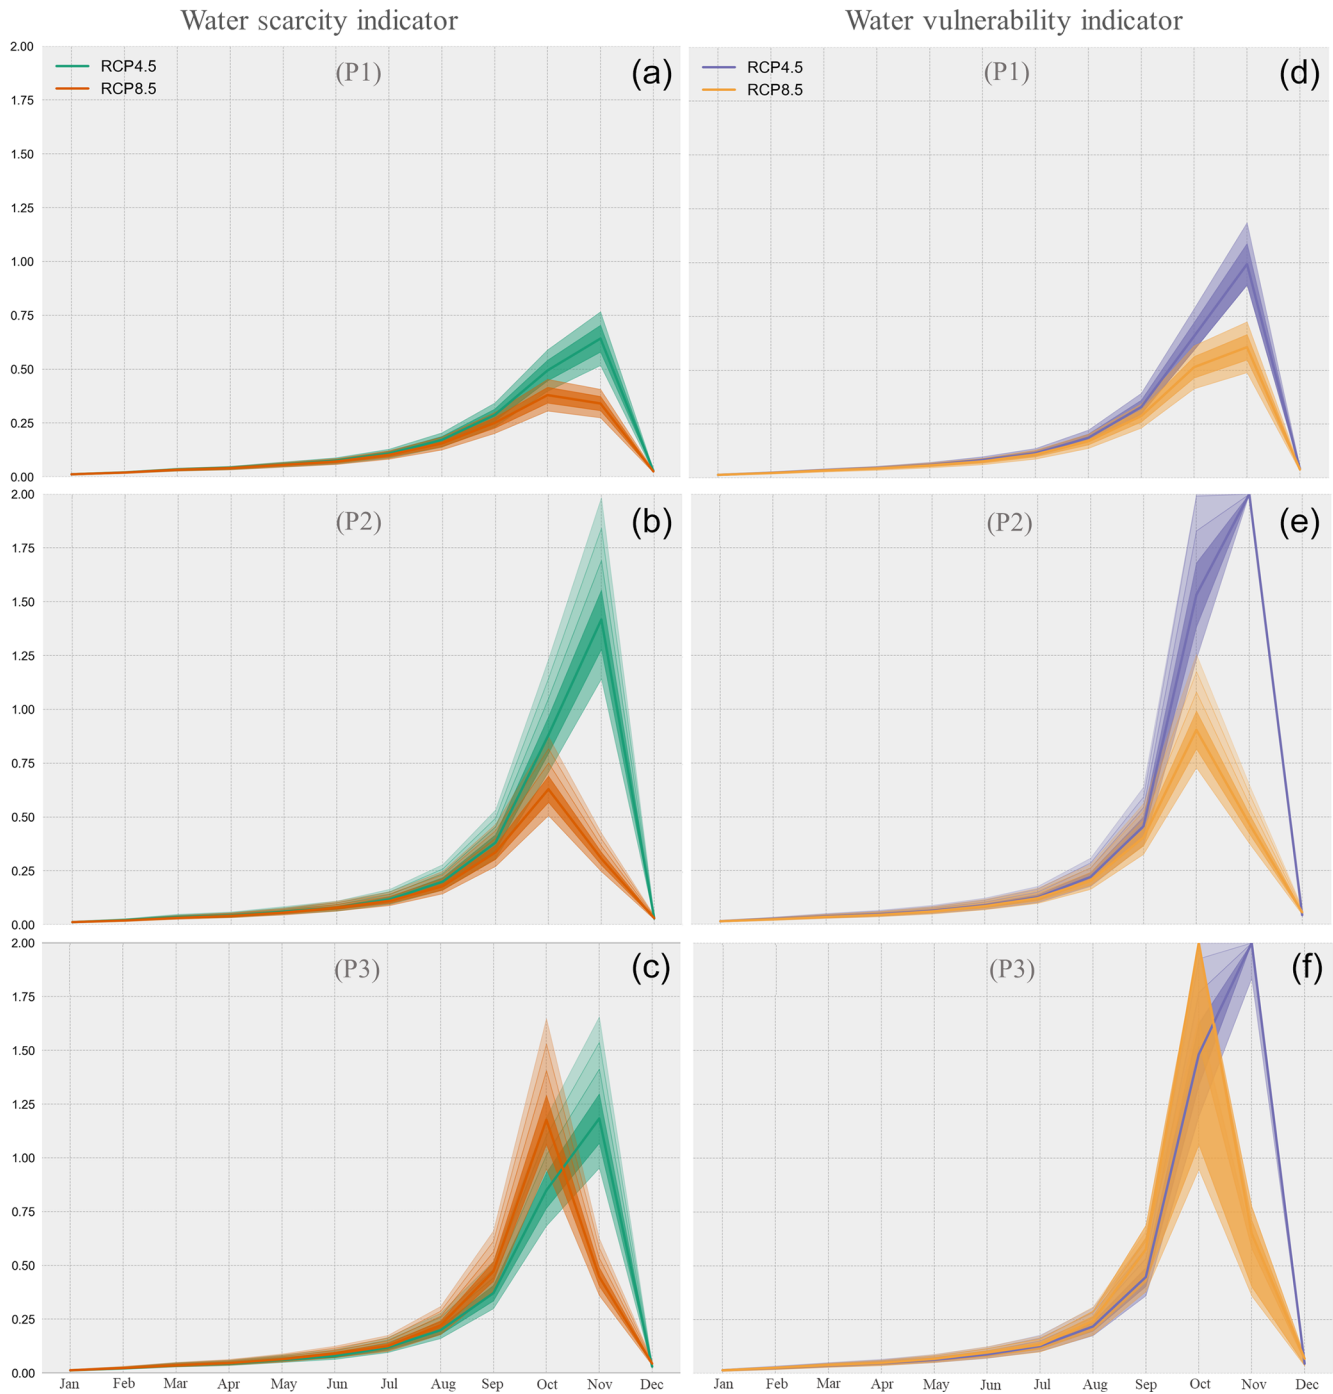 Water scarcity indicator
Water vulnerability indicator
2.00
1.75
1.50
1.25
1.00
0.75
0.50
0.25
0.00
RCP4.5
RCP8.5
(P1)
(a)
RCP4.5
RCP8.5
(P1)
(d)
2.00
1.75
1.50
1.25
1.00
0.75
0.50
0.25
0.00
(P2)
(b)
(P2)
(e)
2.00
1.75
1.50
1.25
1.00
0.75
0.50
0.25
0.00
(P3)
(c)
(P3)
(f)
Jan Feb Mar Apr May Jun Jul Aug Sep Oct Nov Dec
Jan Feb Mar Apr May Jun Jul Aug Sep Oct Nov Dec